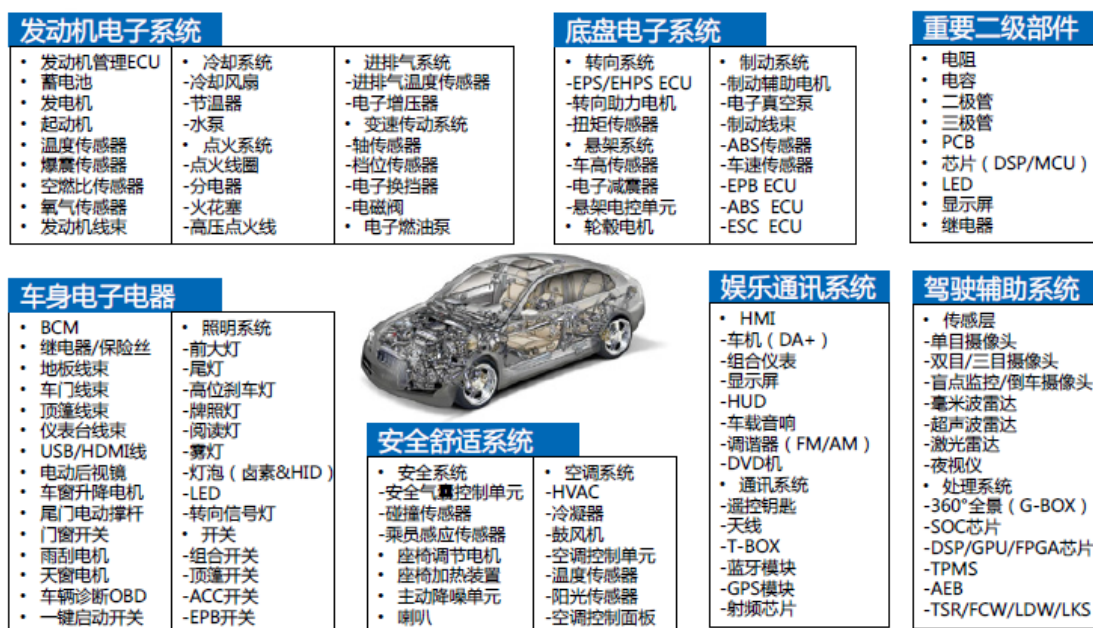 发动机电子系统
• 发动机管理ECU
• 蓄电池
• 发电机
• 起动机
• 温度传感器
• 爆震传感器
• 空燃比传感器
• 氧气传感器
• 发动机线束
• 冷却系统
-冷却风扇
-节温器
-水泵
• 点火系统
-点火线圈
-分电器
-火花塞
-高压点火线
• 进排气系统
-进排气温度传感器
-电子增压器
• 变速传动系统
-轴传感器
-档位传感器
-电子换挡器
-电磁阀
• 电子燃油泵
底盘电子系统
• 转向系统
-EPS/EHPS ECU
-转向助力电机
-扭矩传感器
• 悬架系统
-车高传感器
-电子减震器
-悬架电控单元
• 轮毂电机
• 制动系统
-制动辅助电机
-电子真空泵
-制动线束
-ABS传感器
-车速传感器
-EPB ECU
-ABS ECU
-ESC ECU
重要二级部件
• 电阻
• 电容
• 二极管
• 三极管
• PCB
• 芯片（DSP/MCU）
• LED
• 显示屏
• 继电器
车身电子电器
• BCM
• 继电器/保险丝
• 地板线束
• 车门线束
• 顶篷线束
• 仪表台线束
• USB/HDMI线
• 电动后视镜
• 车窗升降电机
• 尾门电动撑杆
• 门窗开关
• 雨刮电机
• 天窗电机
• 车辆诊断OBD
• 一键启动开关
• 照明系统
-前大灯
-尾灯
-高位刹车灯
-牌照灯
-阅读灯
-雾灯
-灯泡（卤素&HID）
-LED
-转向信号灯
• 开关
-组合开关
-顶篷开关
-ACC开关
-EPB开关
安全舒适系统
• 安全系统
-安全气囊控制单元
-碰撞传感器
-乘员感应传感器
• 座椅调节电机
• 座椅加热装置
• 主动降噪单元
• 喇叭
• 空调系统
-HVAC
-冷凝器
-鼓风机
-空调控制单元
-温度传感器
-阳光传感器
-空调控制面板
娱乐通讯系统
• HMI
-车机（DA+）
-组合仪表
-显示屏
-HUD
-车载音响
-调谐器（FM/AM）
-DVD机
• 通讯系统
-遥控钥匙
-天线
-T-BOX
-蓝牙模块
-GPS模块
-射频芯片
驾驶辅助系统
• 传感层
-单目摄像头
-双目/三目摄像头
-盲点监控/倒车摄像头
-毫米波雷达
-超声波雷达
-激光雷达
-夜视仪
• 处理系统
-360°全景（G-BOX）
-SOC芯片
-DSP/GPU/FPGA芯片
-TPMS
-AEB
-TSR/FCW/LDW/LKS